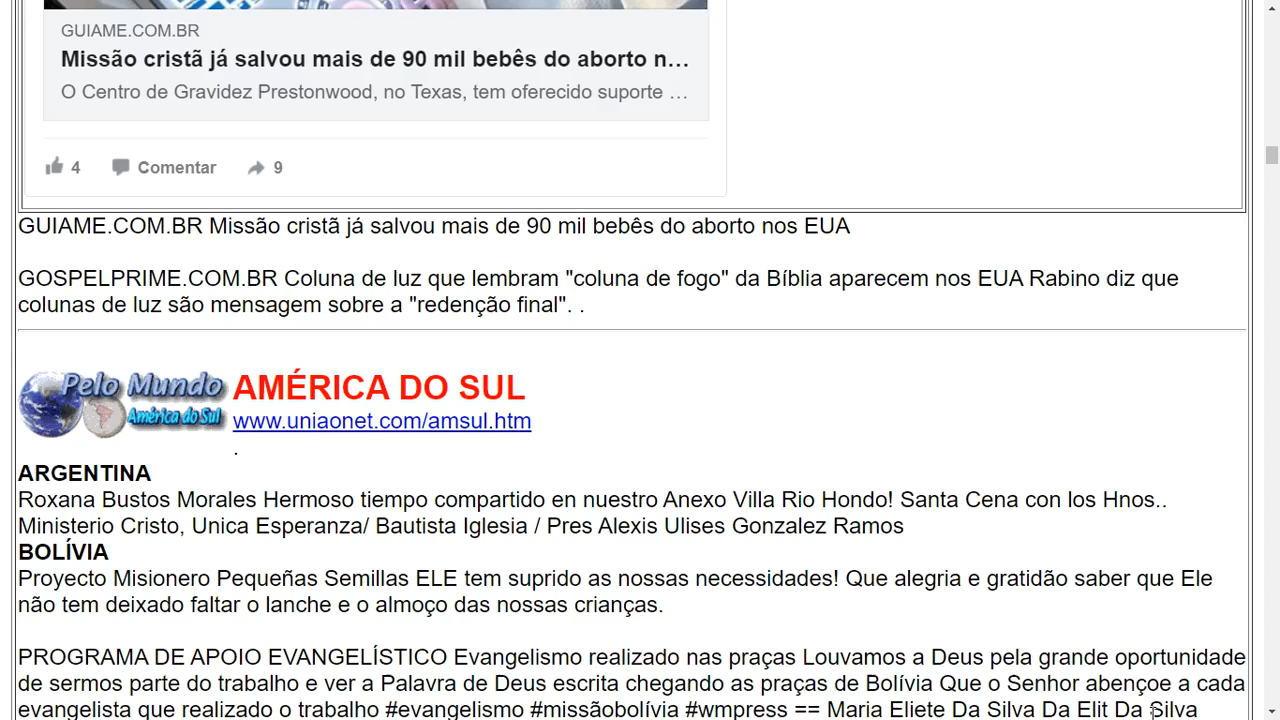 GUIAME.COM.BR
Missão cristã já salvou mais de 90 mil bebês do aborto n...
O Centro de Gravidez Prestonwood, no Texas, tem oferecido suporte ...
4 Comentar 9
GUIAME.COM.BR Missão cristã já salvou mais de 90 mil bebês do aborto nos EUA
GOSPELPRIME.COM.BR Coluna de luz que lembram "coluna de fogo" da Bíblia aparecem nos EUA Rabino diz que
colunas de luz são mensagem sobre a "redenção final". .
Pelo Mundo
América do Sul
AMÉRICA DO SUL
www.uniaonet.com/amsul.htm
.
ARGENTINA
Roxana Bustos Morales Hermoso tiempo compartido en nuestro Anexo Villa Rio Hondo! Santa Cena con los Hnos..
Ministerio Cristo, Unica Esperanza/ Bautista Iglesia / Pres Alexis Ulises Gonzalez Ramos
BOLÍVIA
Proyecto Misionero Pequeñas Semillas ELE tem suprido as nossas necessidades! Que alegria e gratidão saber que Ele
não tem deixado faltar o lanche e o almoço das nossas crianças.
PROGRAMA DE APOIO EVANGELÍSTICO Evangelismo realizado nas praças Louvamos a Deus pela grande oportunidade
de sermos parte do trabalho e ver a Palavra de Deus escrita chegando as praças de Bolívia Que o Senhor abençoe a cada
evangelista que realizado o trabalho #evangelismo #missãobolívia #wmpress == Maria Eliete Da Silva Da Elit Da Silva